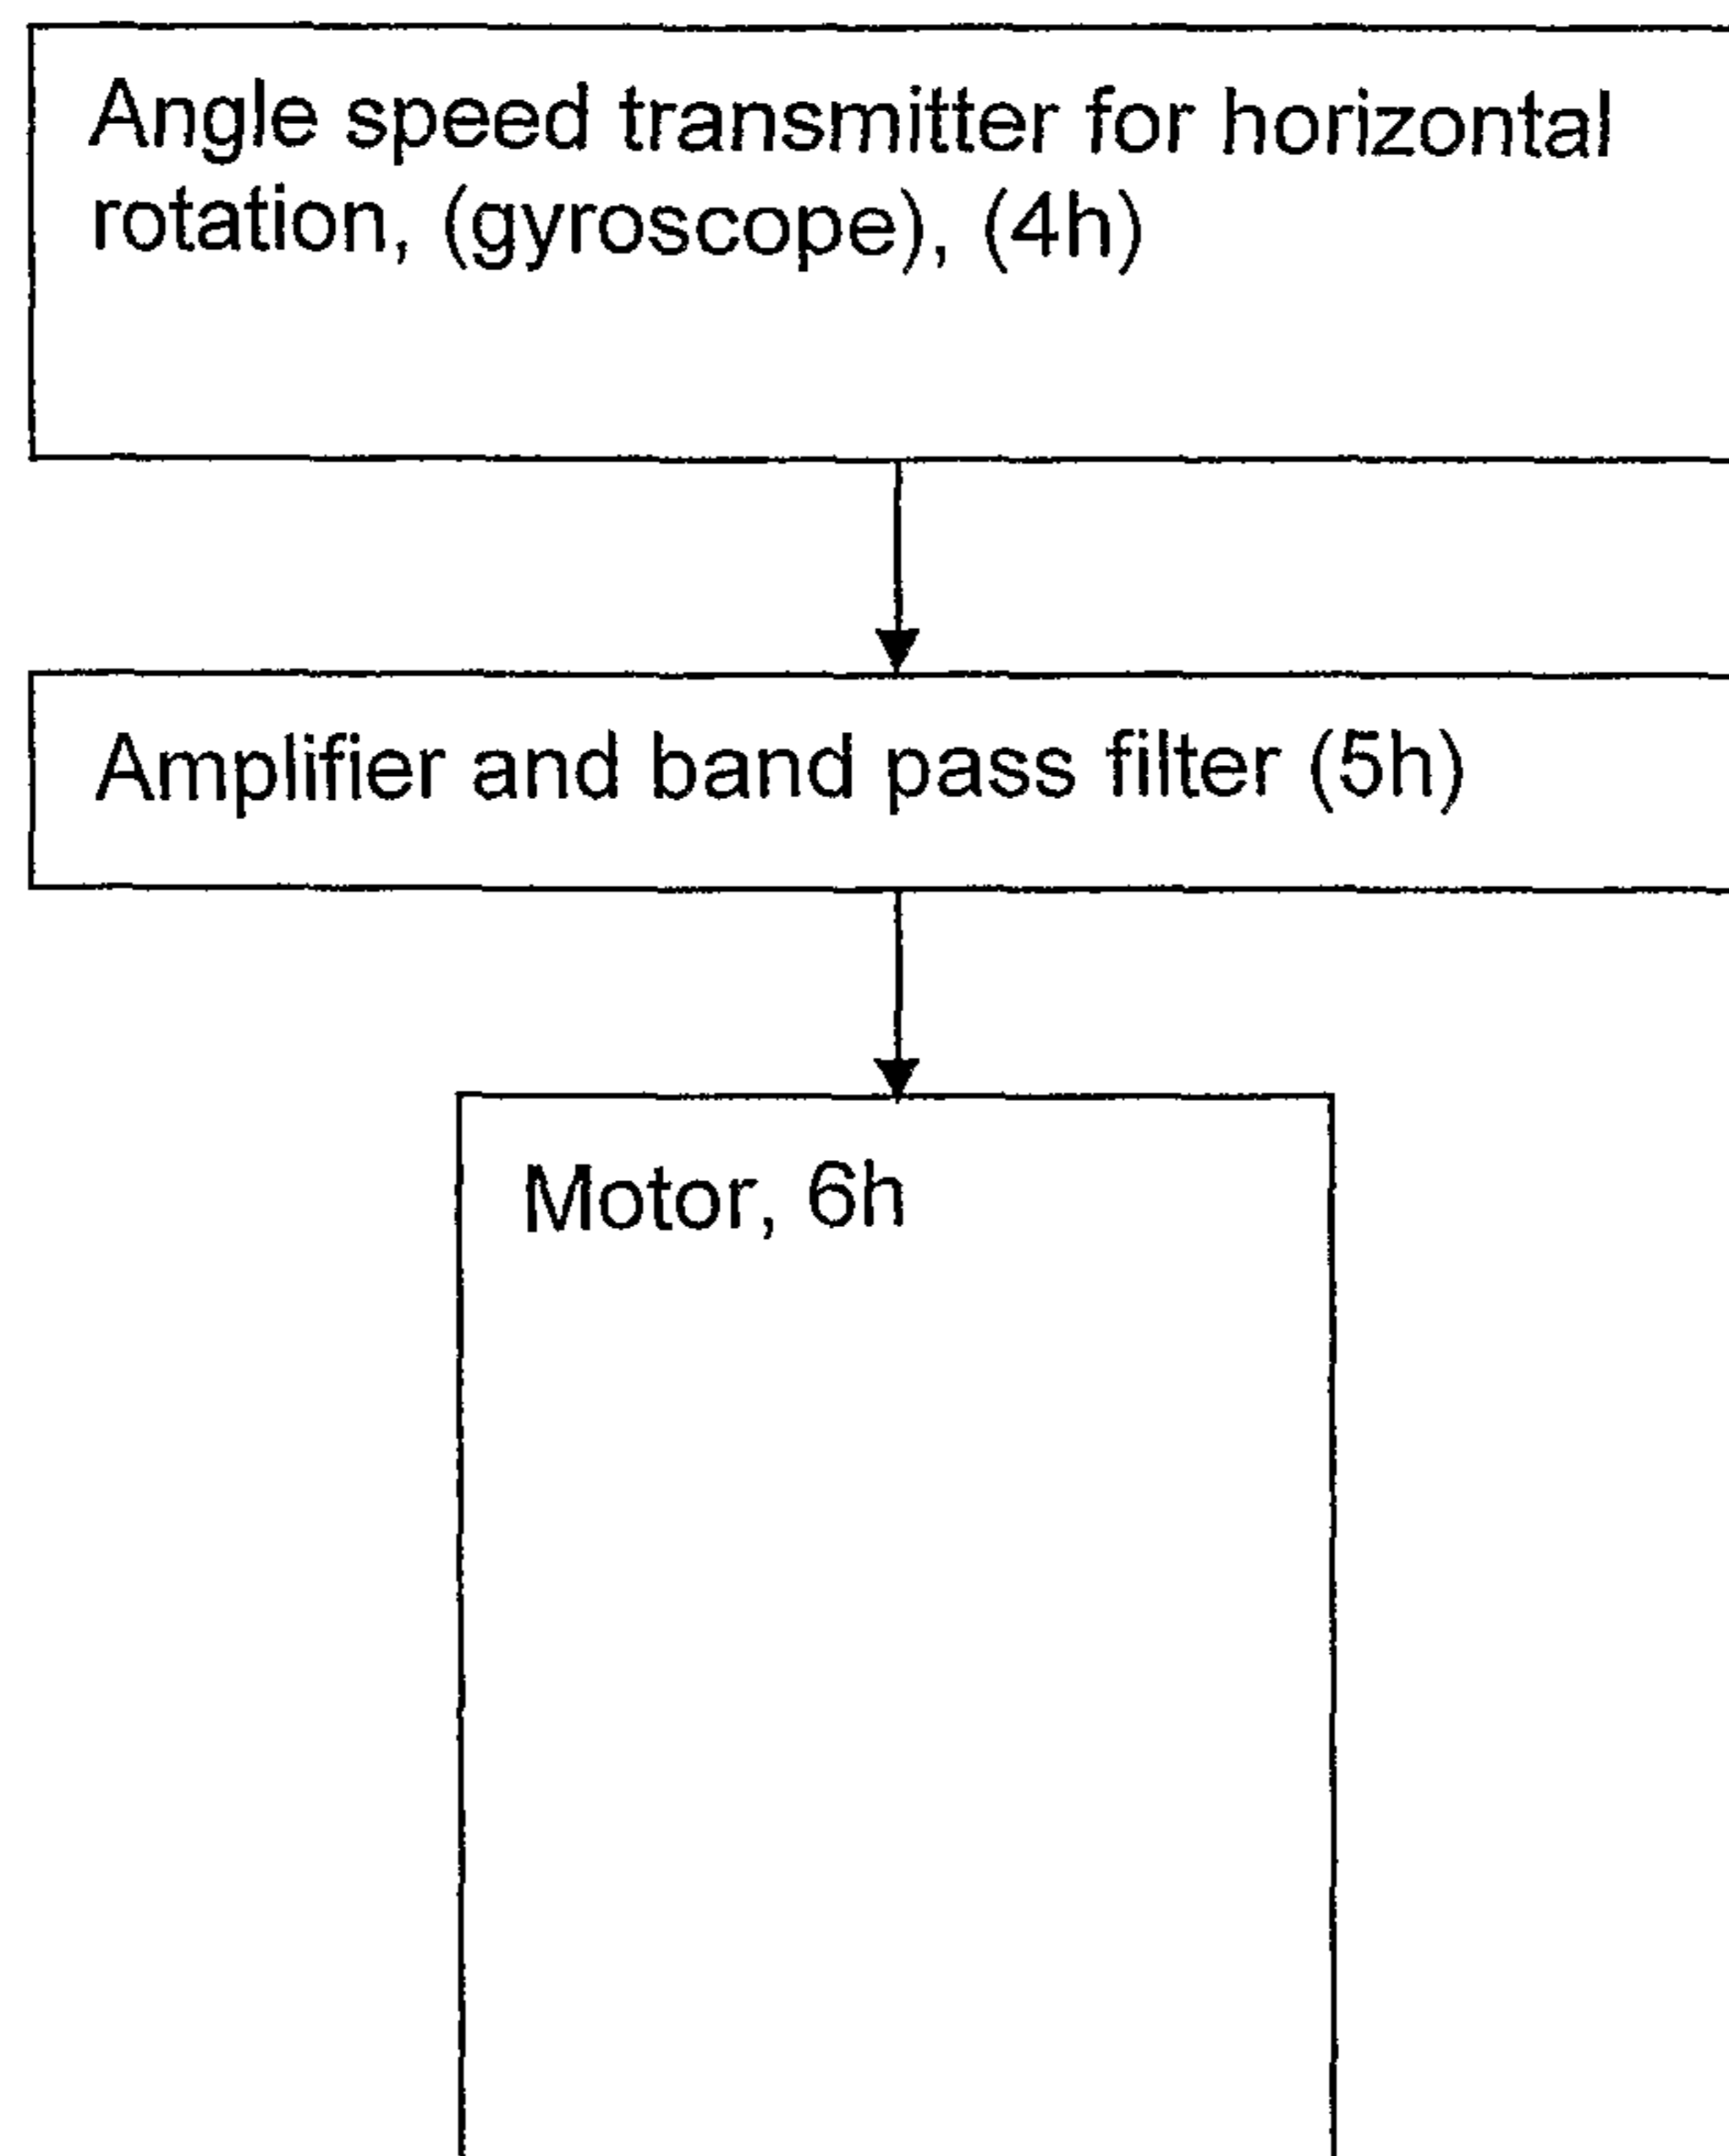 Angle speed transmitter for horizontal
rotation, (gyroscope), (4h)
Amplifier and band pass filter (5h)
Motor, 6h